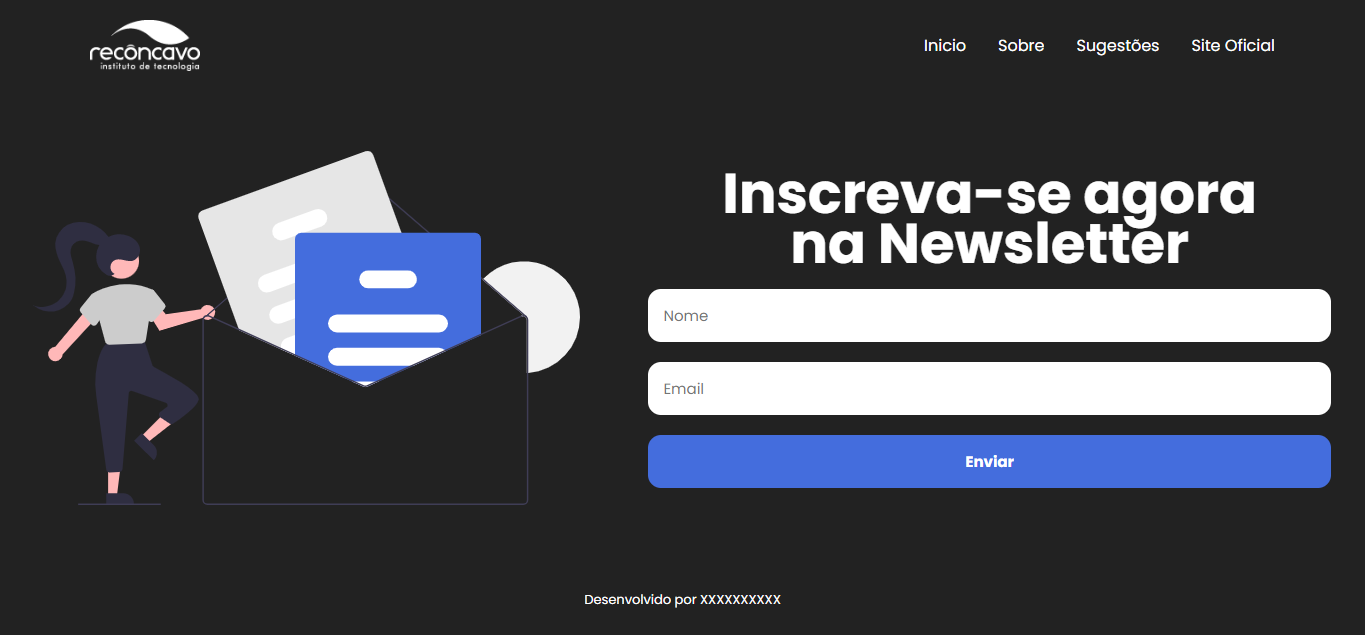 recôncavo
instituto de tecnologia
Inicio Sobre Sugestões Site Oficial
Inscreva-se agora
na Newsletter
Nome
Email
Enviar
Desenvolvido por XXXXXXXXXX